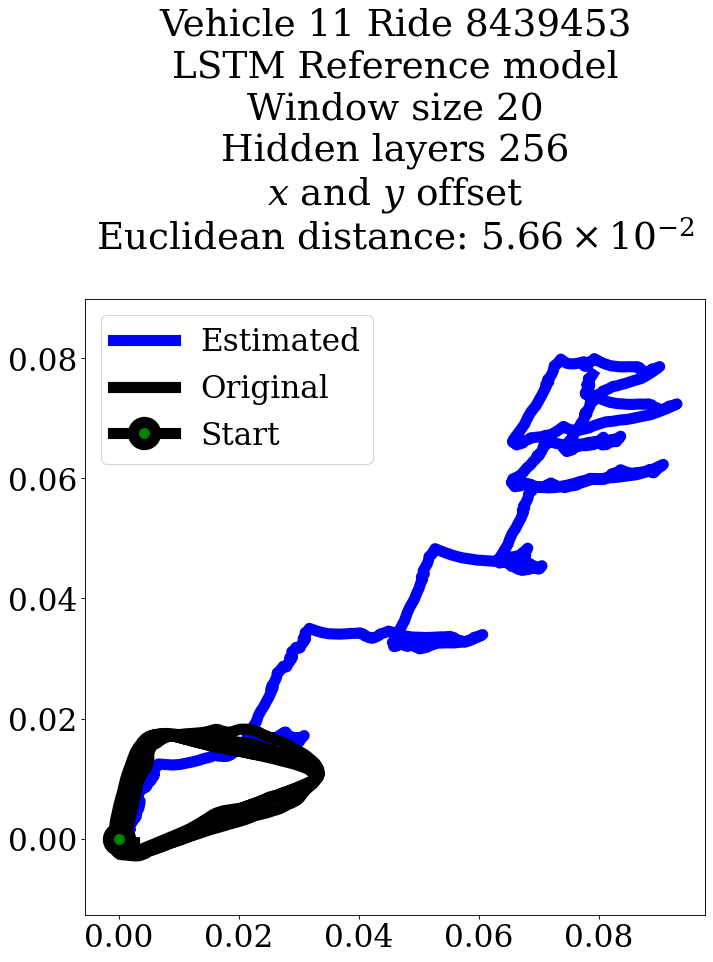 Vehicle 11 Ride 8439453
LSTM Reference model
Window size 20
Hidden layers 256
x and y offset
Euclidean distance: 5.66 × 10⁻²
Estimated
Original
Start
0.08
0.06
0.04
0.02
0.00
0.00 0.02 0.04 0.06 0.08